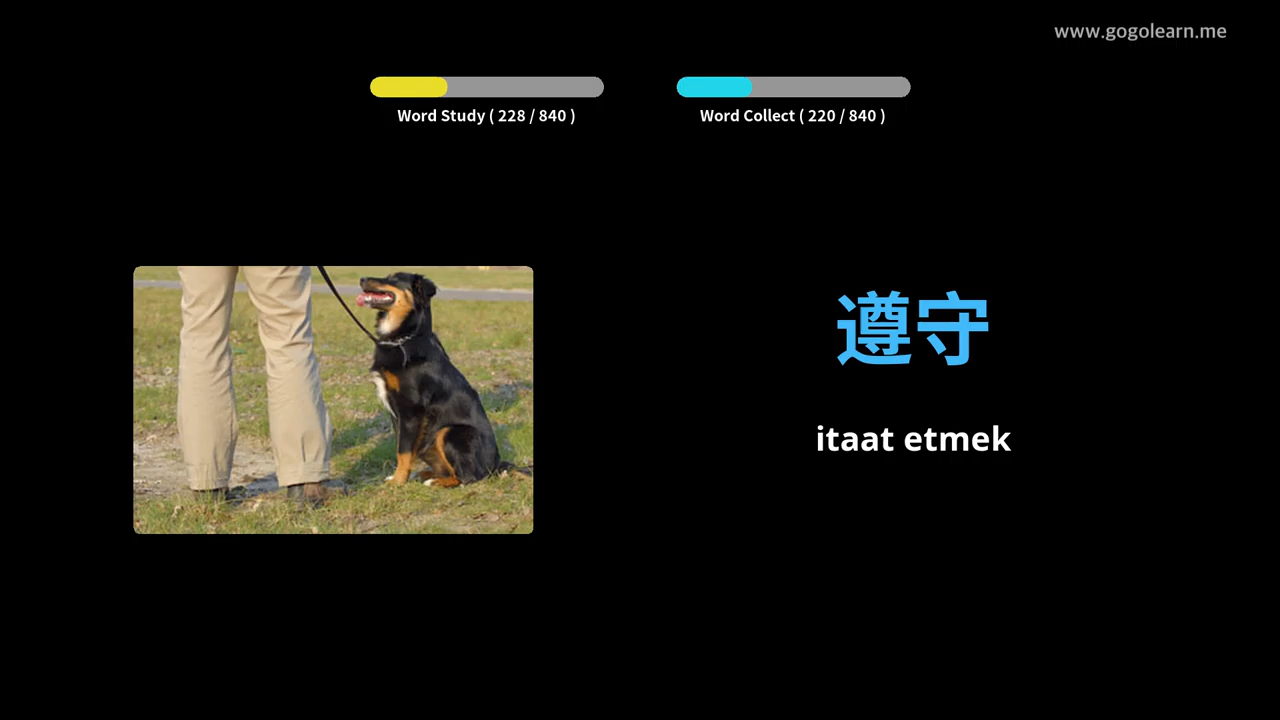 www.gogolearn.me
Word Study ( 228 / 840 )
Word Collect ( 220 / 840 )
遵守
itaat etmek